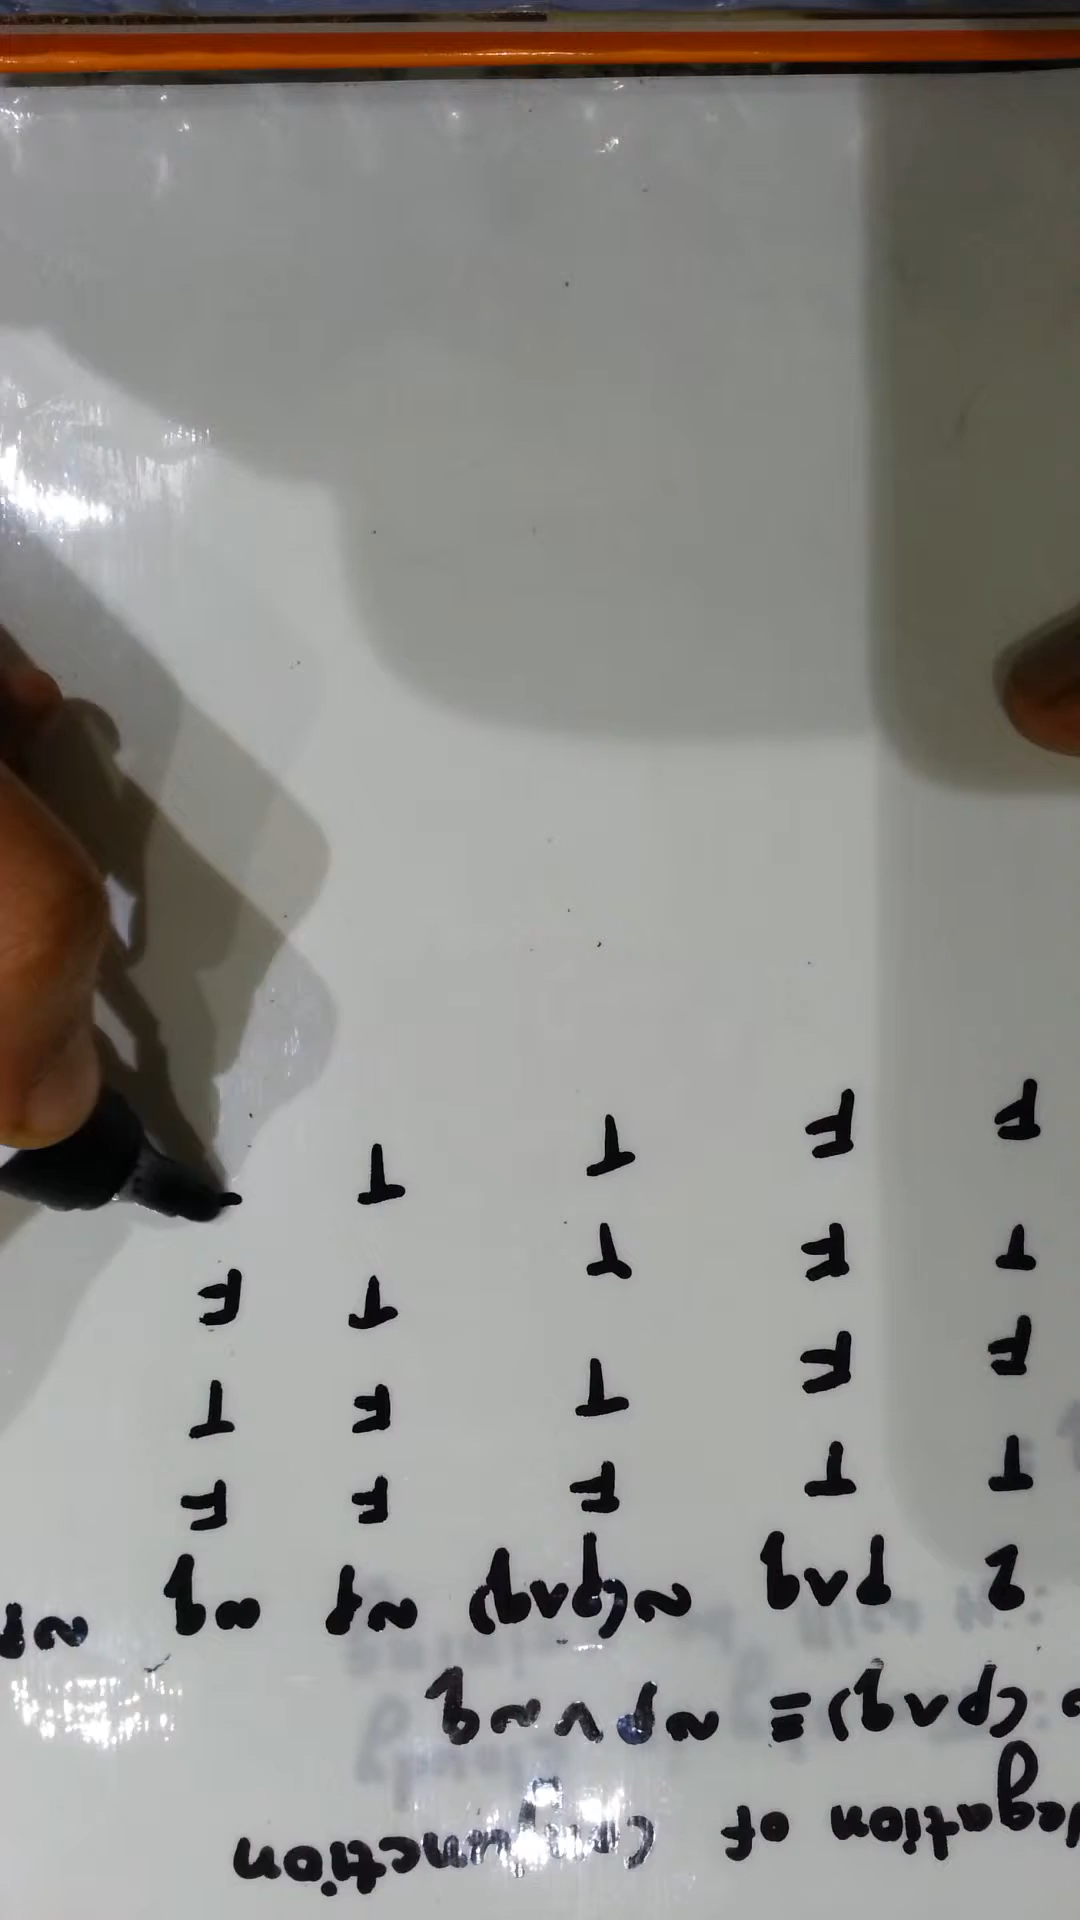 Negation of Conjunction
~(p∧q) ≡ ~p∨~q
q p∧q ~(p∧q) ~p ~q ~p
T T F F F
F F T F T
T F T T F
F F T T